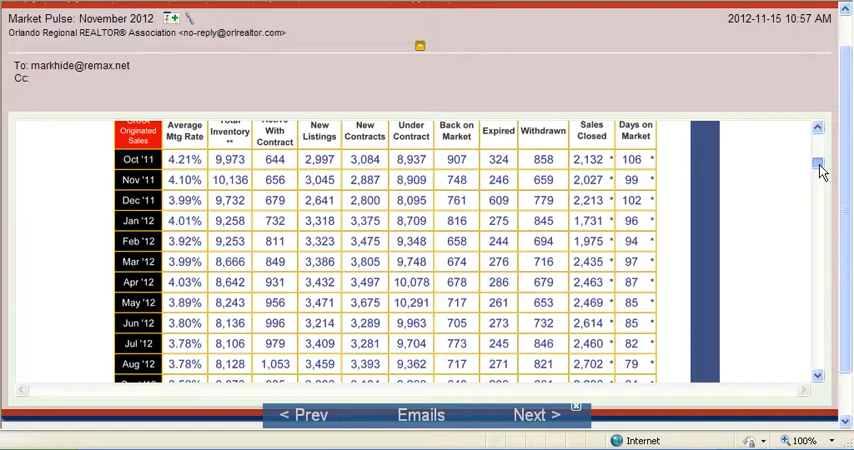 Market Pulse: November 2012 2012-11-15 10:57 AM
Orlando Regional REALTOR® Association <no-reply@orlrealtor.com>
To: markhide@remax.net
Cc:
Originated Sales Average Mtg Rate Total Inventory ** Active With Contract New Listings New Contracts Under Contract Back on Market Expired Withdrawn Sales Closed Days on Market
Oct '11 4.21% 9,973 644 2,997 3,084 8,937 907 324 858 2,132 * 106 *
Nov '11 4.10% 10,136 656 3,045 2,887 8,909 748 246 659 2,027 * 99 *
Dec '11 3.99% 9,732 679 2,641 2,800 8,095 761 609 779 2,213 * 102 *
Jan '12 4.01% 9,258 732 3,318 3,375 8,709 816 275 845 1,731 * 96 *
Feb '12 3.92% 9,253 811 3,323 3,475 9,348 658 244 694 1,975 * 94 *
Mar '12 3.99% 8,666 849 3,386 3,805 9,748 674 276 716 2,435 * 97 *
Apr '12 4.03% 8,642 931 3,432 3,497 10,078 678 286 679 2,463 * 87 *
May '12 3.89% 8,243 956 3,471 3,675 10,291 717 261 653 2,469 * 85 *
Jun '12 3.80% 8,136 996 3,214 3,289 9,963 705 273 732 2,614 * 85 *
Jul '12 3.78% 8,106 979 3,409 3,281 9,704 773 245 846 2,460 * 82 *
Aug '12 3.78% 8,128 1,053 3,459 3,393 9,362 717 271 821 2,702 * 79 *
< Prev Emails Next >
Internet 100%